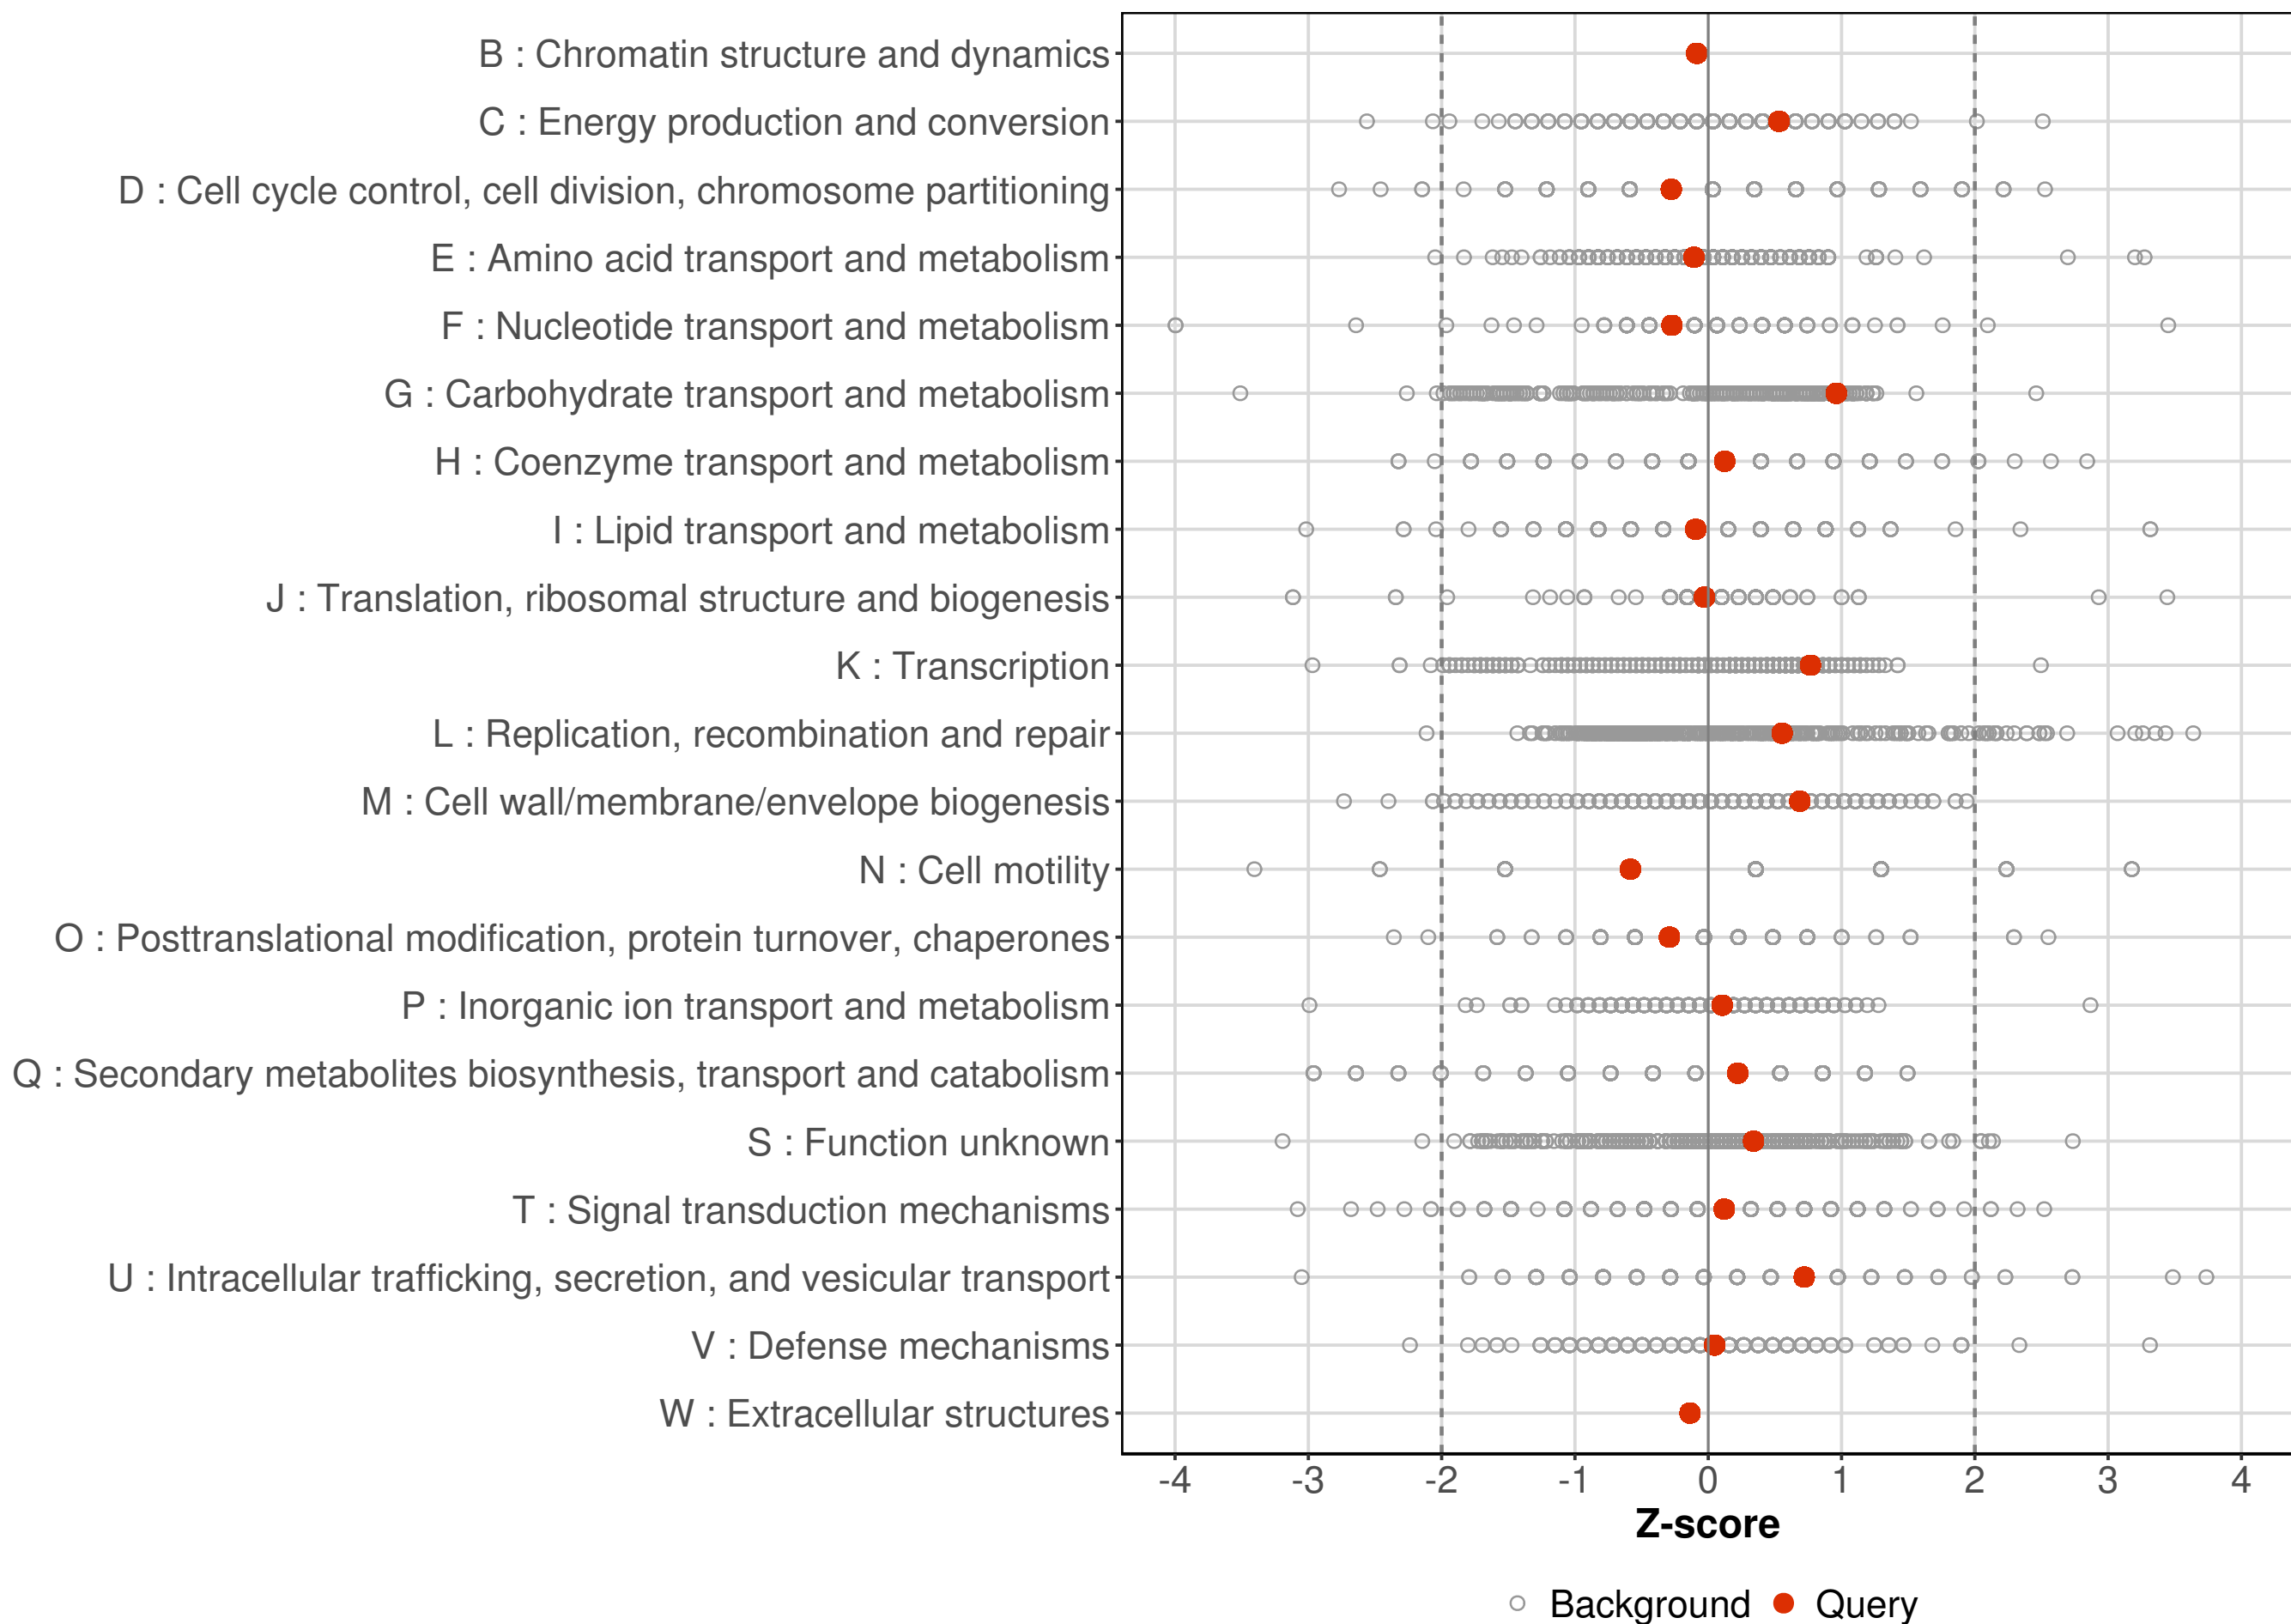 B : Chromatin structure and dynamics
C : Energy production and conversion
D : Cell cycle control, cell division, chromosome partitioning
E : Amino acid transport and metabolism
F : Nucleotide transport and metabolism
G : Carbohydrate transport and metabolism
H : Coenzyme transport and metabolism
I : Lipid transport and metabolism
J : Translation, ribosomal structure and biogenesis
K : Transcription
L : Replication, recombination and repair
M : Cell wall/membrane/envelope biogenesis
N : Cell motility
O : Posttranslational modification, protein turnover, chaperones
P : Inorganic ion transport and metabolism
Q : Secondary metabolites biosynthesis, transport and catabolism
S : Function unknown
T : Signal transduction mechanisms
U : Intracellular trafficking, secretion, and vesicular transport
V : Defense mechanisms
W : Extracellular structures
-4 -3 -2 -1 0 1 2 3 4
Z-score
Background Query